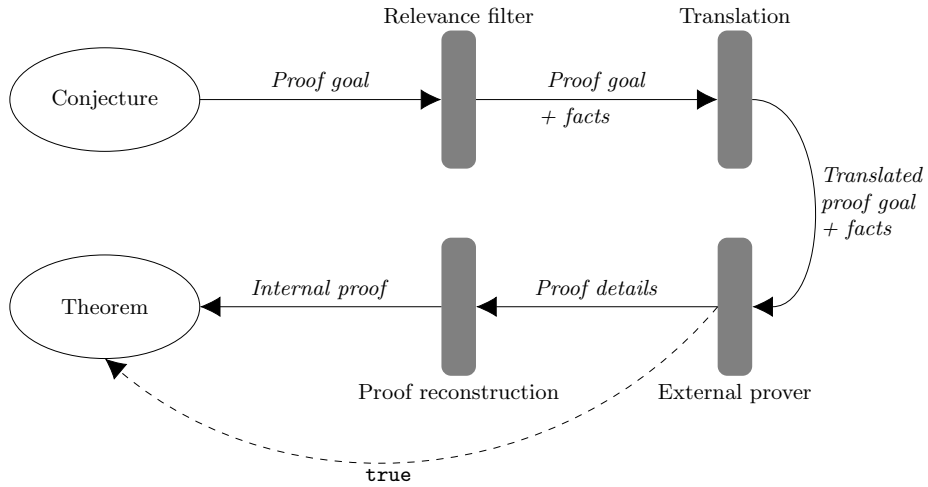 Relevance filter
Translation
Conjecture
Proof goal
Proof goal
+ facts
Translated
proof goal
+ facts
Theorem
Internal proof
Proof details
Proof reconstruction
External prover
true